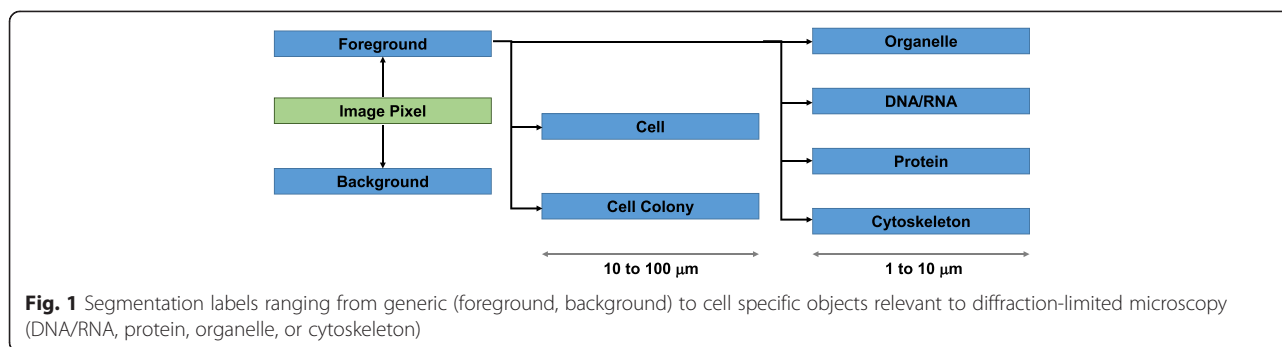 Foreground
Image Pixel
Background
Cell
Cell Colony
10 to 100 μm
Organelle
DNA/RNA
Protein
Cytoskeleton
1 to 10 μm
Fig. 1 Segmentation labels ranging from generic (foreground, background) to cell specific objects relevant to diffraction-limited microscopy
(DNA/RNA, protein, organelle, or cytoskeleton)